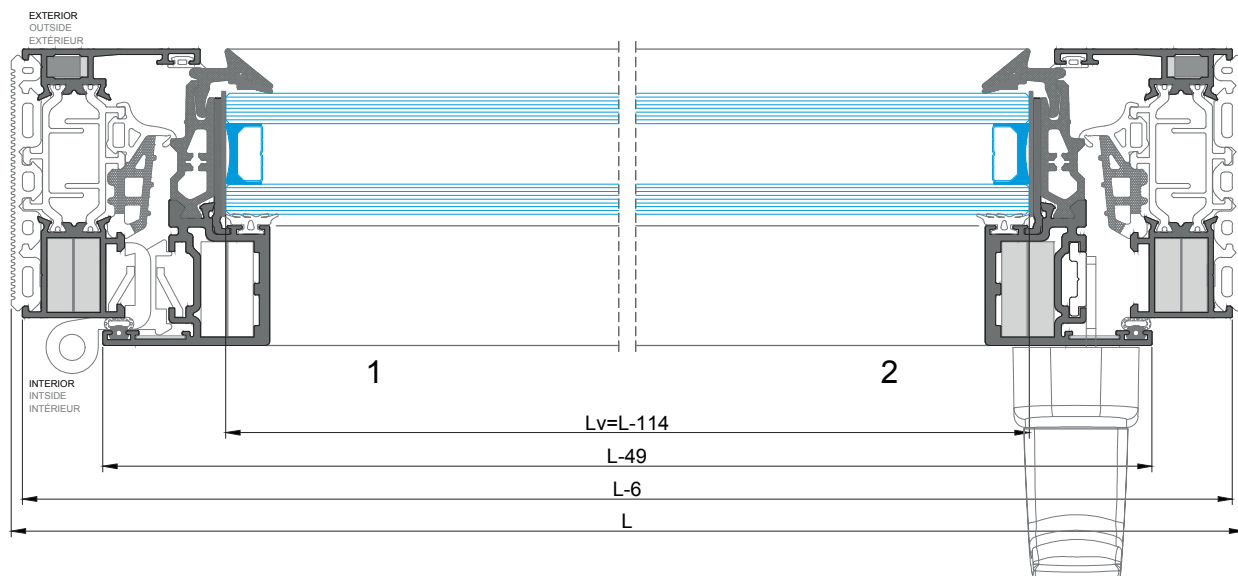 EXTERIOR
OUTSIDE
EXTÉRIEUR
INTERIOR
INTSIDE
INTÉRIEUR
1
2
Lv=L-114
L-49
L-6
L